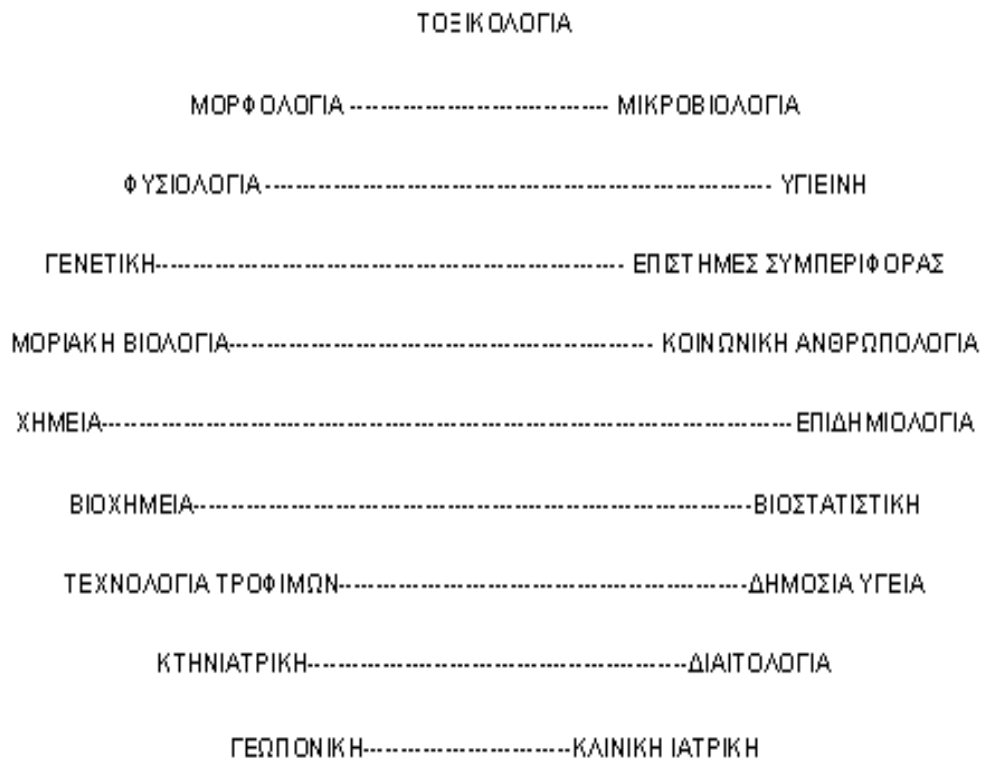 ΤΟΞΙΚΟΛΟΓΙΑ
ΜΟΡΦΟΛΟΓΙΑ --------------------------------- ΜΙΚΡΟΒΙΟΛΟΓΙΑ
ΦΥΣΙΟΛΟΓΙΑ ----------------------------------------------------------------- ΥΓΙΕΙΝΗ
ΓΕΝΕΤΙΚΗ------------------------------------------------------------ ΕΠΙΣΤΗΜΕΣ ΣΥΜΠΕΡΙΦΟΡΑΣ
ΜΟΡΙΑΚΗ ΒΙΟΛΟΓΙΑ------------------------------------------------------ ΚΟΙΝΩΝΙΚΗ ΑΝΘΡΩΠΟΛΟΓΙΑ
ΧΗΜΕΙΑ---------------------------------------------------------------------------------------- ΕΠΙΔΗΜΙΟΛΟΓΙΑ
ΒΙΟΧΗΜΕΙΑ-----------------------------------------------------------------------ΒΙΟΣΤΑΤΙΣΤΙΚΗ
ΤΕΧΝΟΛΟΓΙΑ ΤΡΟΦΙΜΩΝ----------------------------------------------------ΔΗΜΟΣΙΑ ΥΓΕΙΑ
ΚΤΗΝΙΑΤΡΙΚΗ------------------------------------------------ΔΙΑΙΤΟΛΟΓΙΑ
ΓΕΩΠΟΝΙΚΗ--------------------------ΚΛΙΝΙΚΗ ΙΑΤΡΙΚΗ